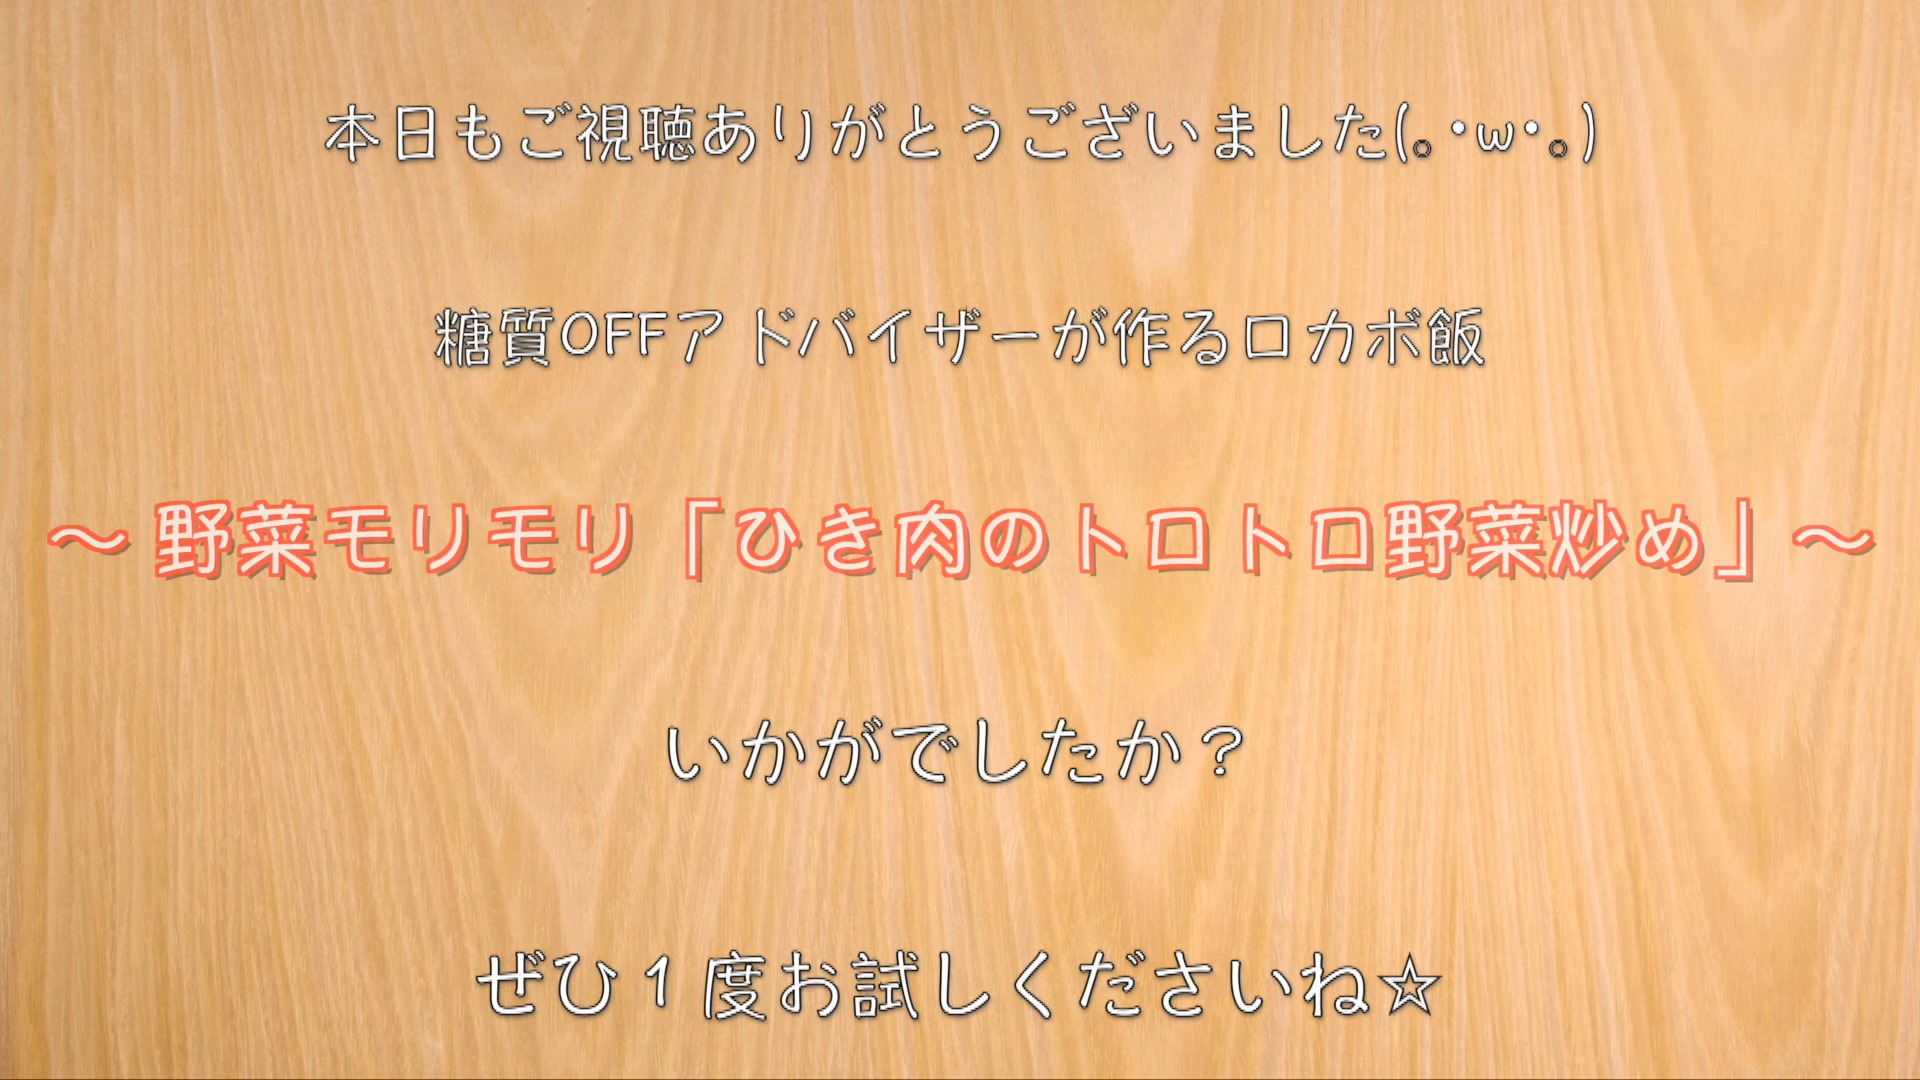 本日もご視聴ありがとうございました(｡･ω･｡)
糖質OFFアドバイザーが作るロカボ飯
～ 野菜モリモリ「ひき肉のトロトロ野菜炒め」～
いかがでしたか？
ぜひ１度お試しくださいね☆